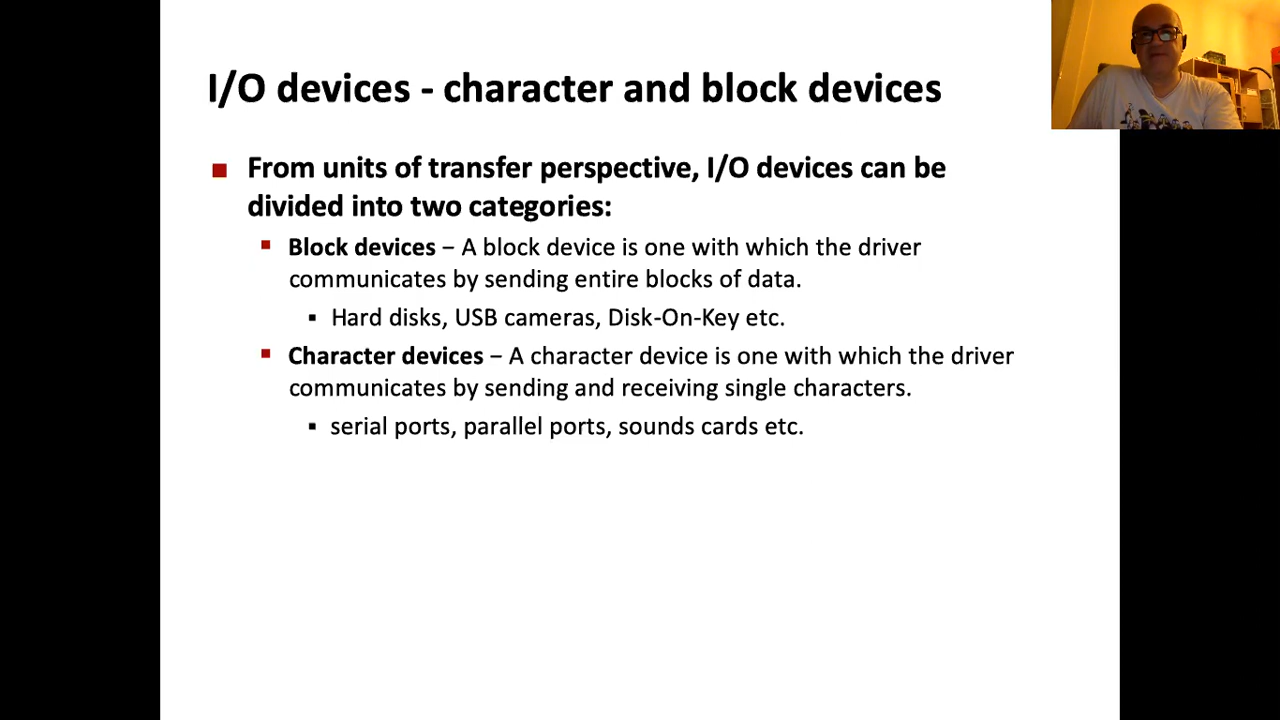 I/O devices - character and block devices
From units of transfer perspective, I/O devices can be
divided into two categories:
Block devices – A block device is one with which the driver
communicates by sending entire blocks of data.
Hard disks, USB cameras, Disk-On-Key etc.
Character devices – A character device is one with which the driver
communicates by sending and receiving single characters.
serial ports, parallel ports, sounds cards etc.